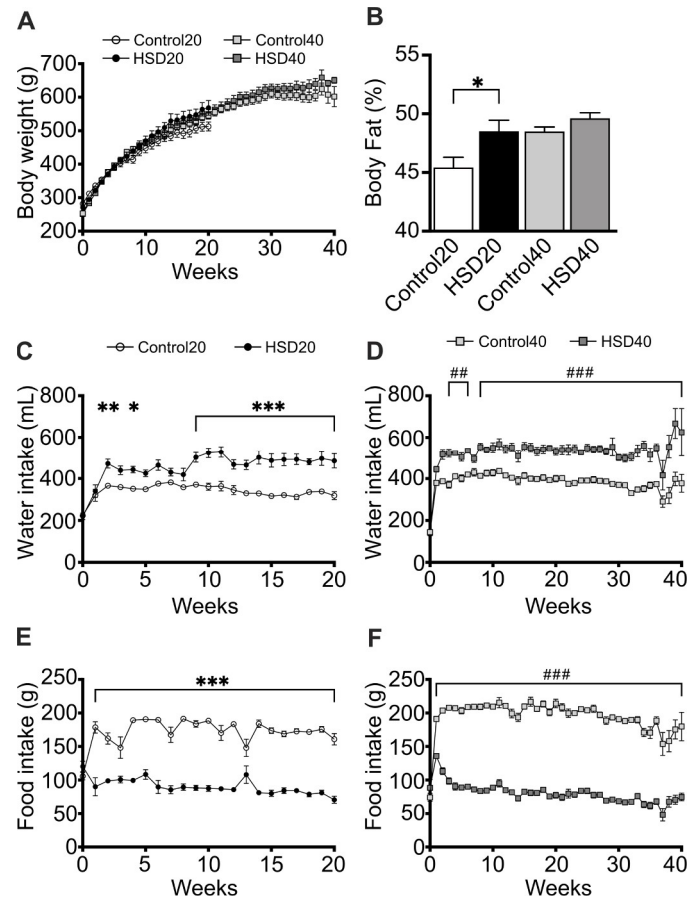 A
Control20
Control40
HSD20
HSD40
Body weight (g)
700
600
500
400
300
200
0
10
20
30
40
Weeks
B
Body Fat (%)
55
50
45
40
*
Control20
HSD20
Control40
HSD40
C
Control20
HSD20
Water intake (mL)
800
600
400
200
0
** *
***
0
5
10
15
20
Weeks
D
Control40
HSD40
Water intake (mL)
800
600
400
200
0
##
###
0
10
20
30
40
Weeks
E
Food intake (g)
250
200
150
100
50
0
***
0
5
10
15
20
Weeks
F
Food intake (g)
250
200
150
100
50
0
###
0
10
20
30
40
Weeks